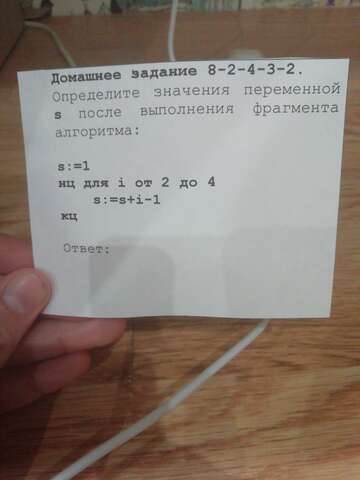 Домашнее задание 8-2-4-3-2.
Определите значения переменной
s после выполнения фрагмента
алгоритма:
s:=1
нц для i от 2 до 4
s:=s+i-1
кц
Ответ: